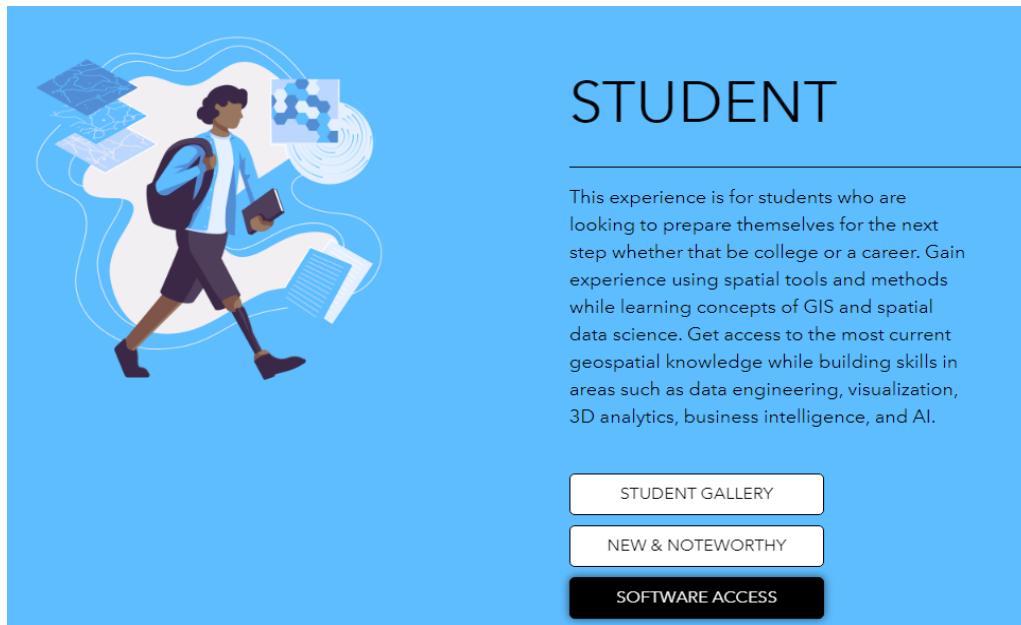 STUDENT
This experience is for students who are
looking to prepare themselves for the next
step whether that be college or a career. Gain
experience using spatial tools and methods
while learning concepts of GIS and spatial
data science. Get access to the most current
geospatial knowledge while building skills in
areas such as data engineering, visualization,
3D analytics, business intelligence, and AI.
STUDENT GALLERY
NEW & NOTEWORTHY
SOFTWARE ACCESS